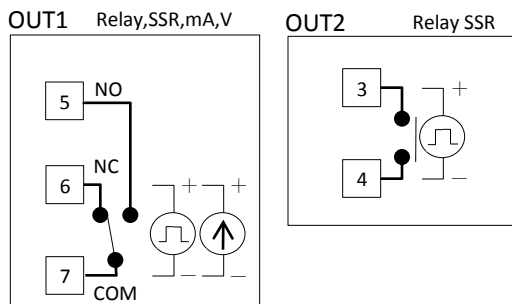 OUT1 Relay,SSR,mA,V
5 NO
6 NC
+ +
7 COM
- -
OUT2 Relay SSR
3 +
4 -